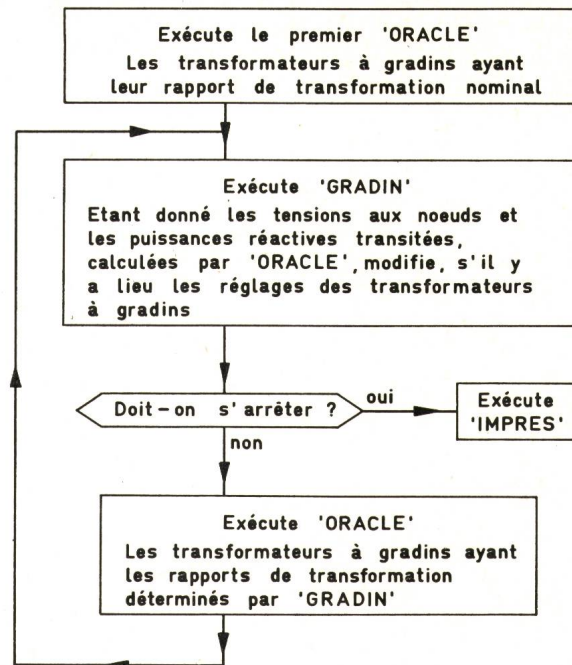 Exécute le premier 'ORACLE'
Les transformateurs à gradins ayant
leur rapport de transformation nominal
Exécute 'GRADIN'
Etant donné les tensions aux noeuds et
les puissances réactives transitées,
calculées par 'ORACLE', modifie, s'il y
a lieu les réglages des transformateurs
à gradins
Doit-on s'arrêter ?
oui
Exécute
'IMPRES'
non
Exécute 'ORACLE'
Les transformateurs à gradins ayant
les rapports de transformation
déterminés par 'GRADIN'